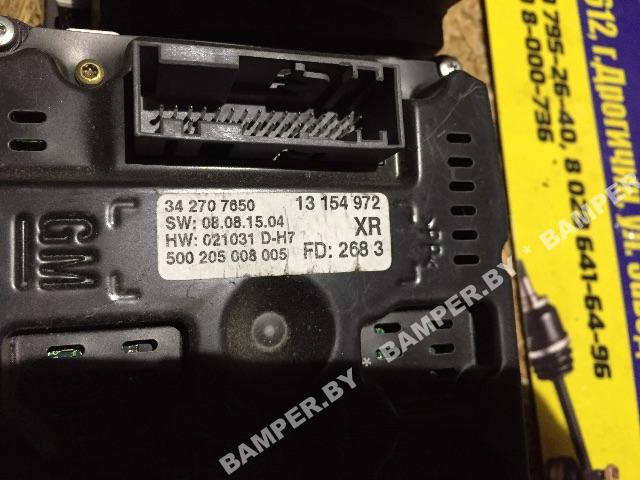 34 270 7650 13 154 972
SW: 08.08.15.04 XR
HW: 021031 D-H7
500 205 008 005 FD: 268 3
GM
BAMPER.BY * BAMPER.BY * BAMPER.BY
612, г.Дрогичин, ул.
795-26-40, 8 02
641-64-96
8-000-736